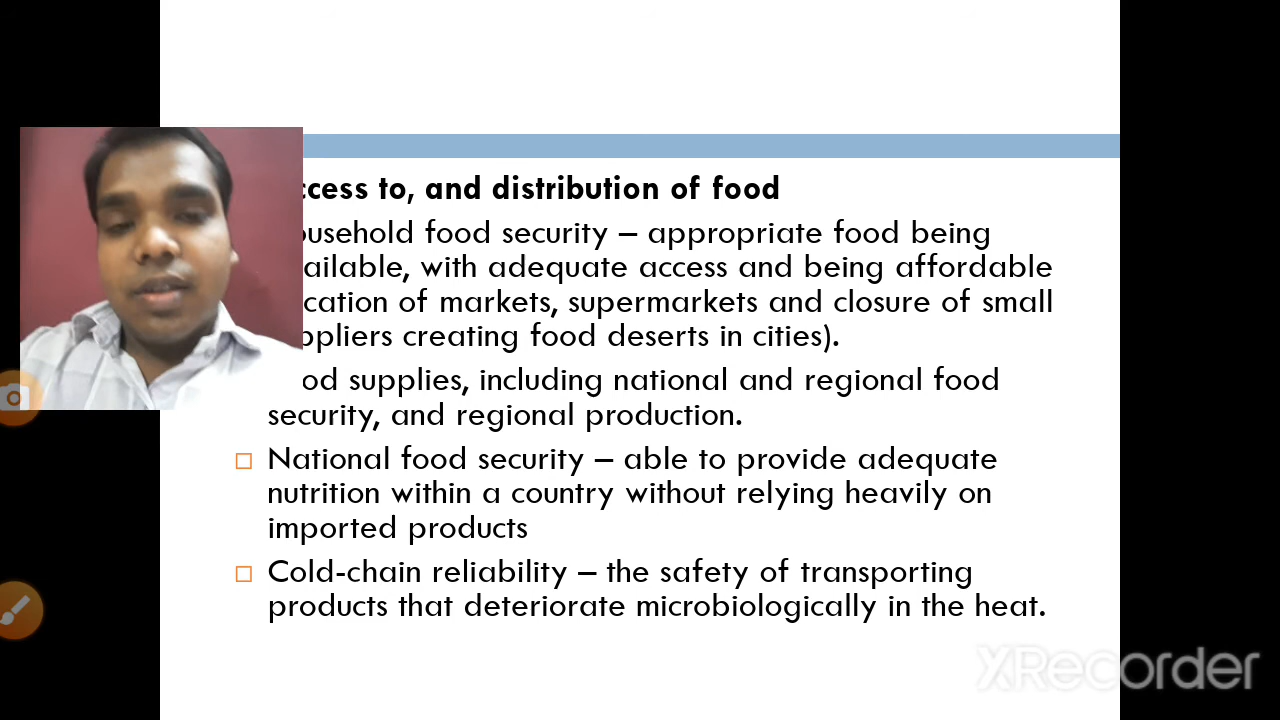 ccess to, and distribution of food
ousehold food security – appropriate food being
ailable, with adequate access and being affordable
cation of markets, supermarkets and closure of small
ppliers creating food deserts in cities).
od supplies, including national and regional food
security, and regional production.
National food security – able to provide adequate
nutrition within a country without relying heavily on
imported products
Cold-chain reliability – the safety of transporting
products that deteriorate microbiologically in the heat.
XRecorder